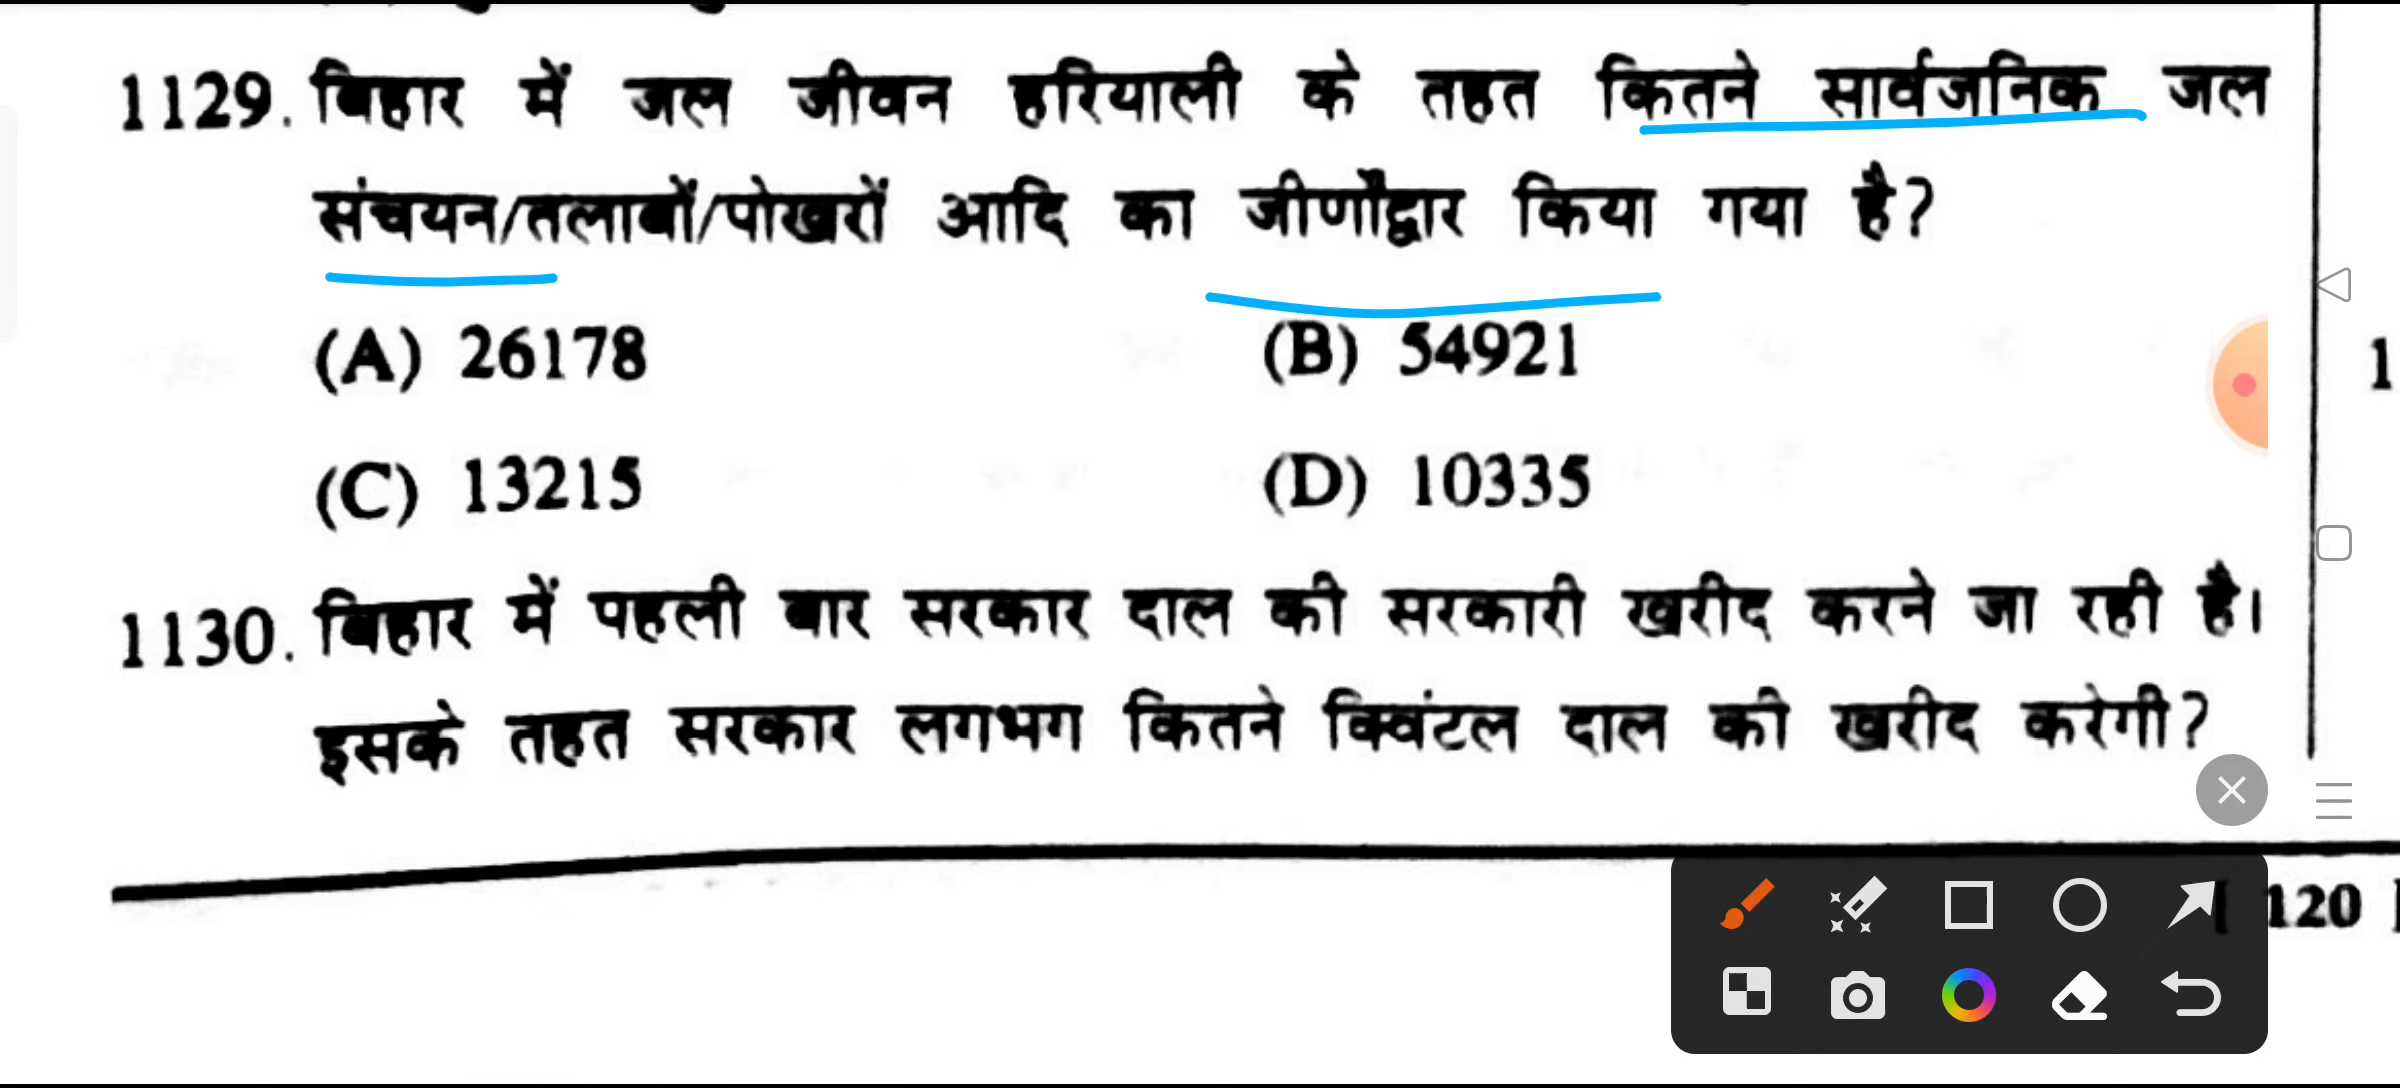 1129. बिहार में जल जीवन हरियाली के तहत कितने सार्वजनिक जल
संचयन/तलाबों/पोखरों आदि का जीर्णोद्वार किया गया है?
(A) 26178 (B) 54921
(C) 13215 (D) 10335
1130. बिहार में पहली बार सरकार दाल की सरकारी खरीद करने जा रही है।
इसके तहत सरकार लगभग कितने क्विंटल दाल की खरीद करेगी?
1
[ 120 ]